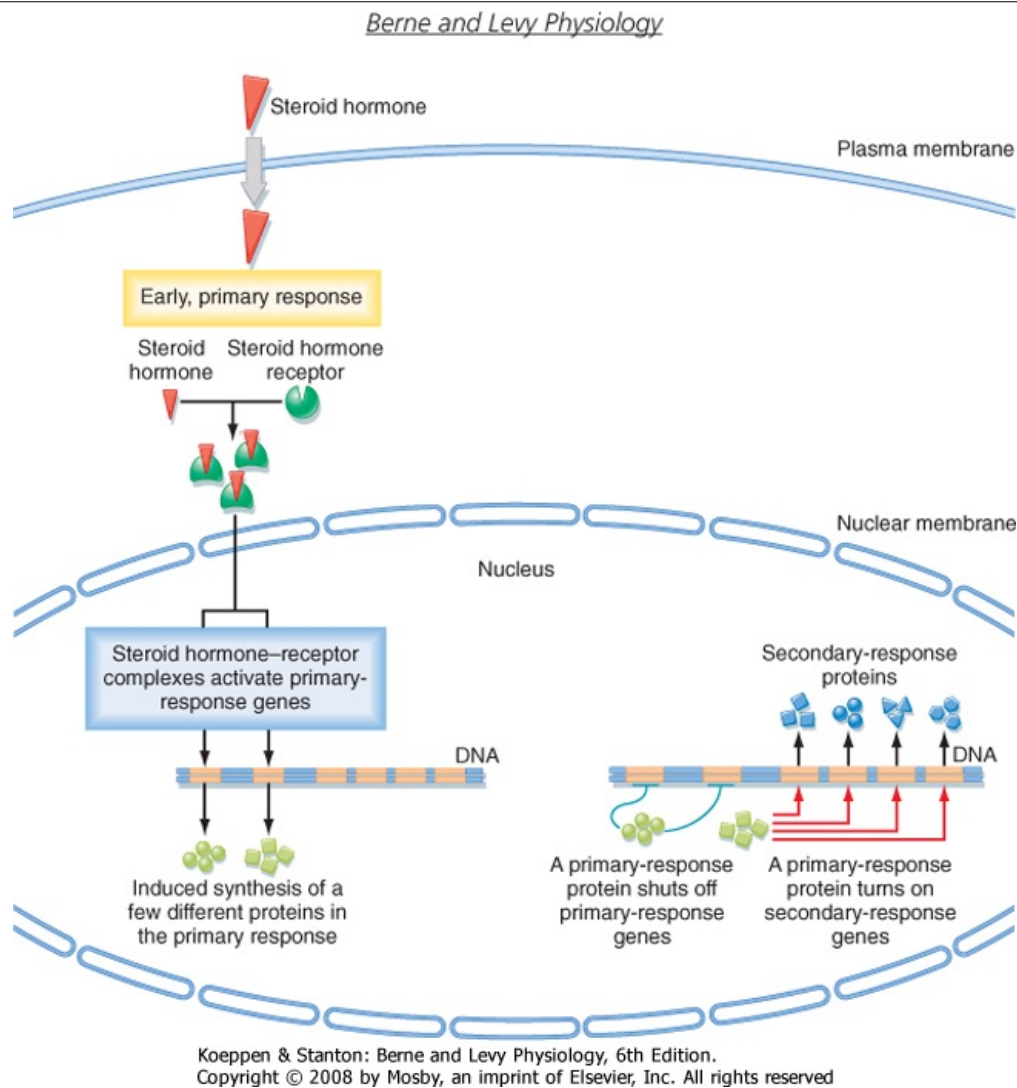 Berne and Levy Physiology
Steroid hormone
Plasma membrane
Early, primary response
Steroid
hormone
Steroid hormone
receptor
Nuclear membrane
Nucleus
Steroid hormone–receptor
complexes activate primary-
response genes
DNA
Induced synthesis of a
few different proteins in
the primary response
Secondary-response
proteins
DNA
A primary-response
protein shuts off
primary-response
genes
A primary-response
protein turns on
secondary-response
genes
Koeppen & Stanton: Berne and Levy Physiology, 6th Edition.
Copyright © 2008 by Mosby, an imprint of Elsevier, Inc. All rights reserved